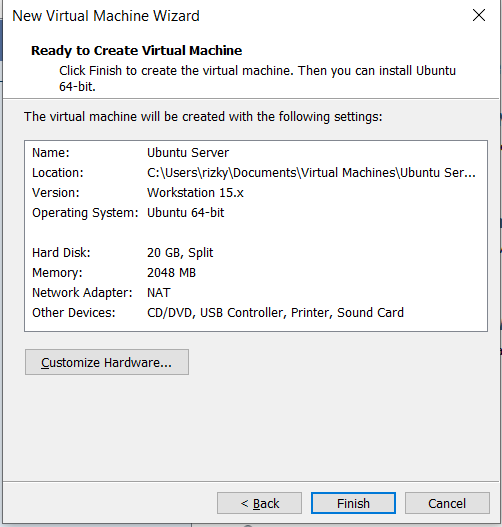 New Virtual Machine Wizard
Ready to Create Virtual Machine
Click Finish to create the virtual machine. Then you can install Ubuntu
64-bit.
The virtual machine will be created with the following settings:
Name: Ubuntu Server
Location: C:\Users\rizky\Documents\Virtual Machines\Ubuntu Ser...
Version: Workstation 15.x
Operating System: Ubuntu 64-bit
Hard Disk: 20 GB, Split
Memory: 2048 MB
Network Adapter: NAT
Other Devices: CD/DVD, USB Controller, Printer, Sound Card
Customize Hardware...
< Back Finish Cancel